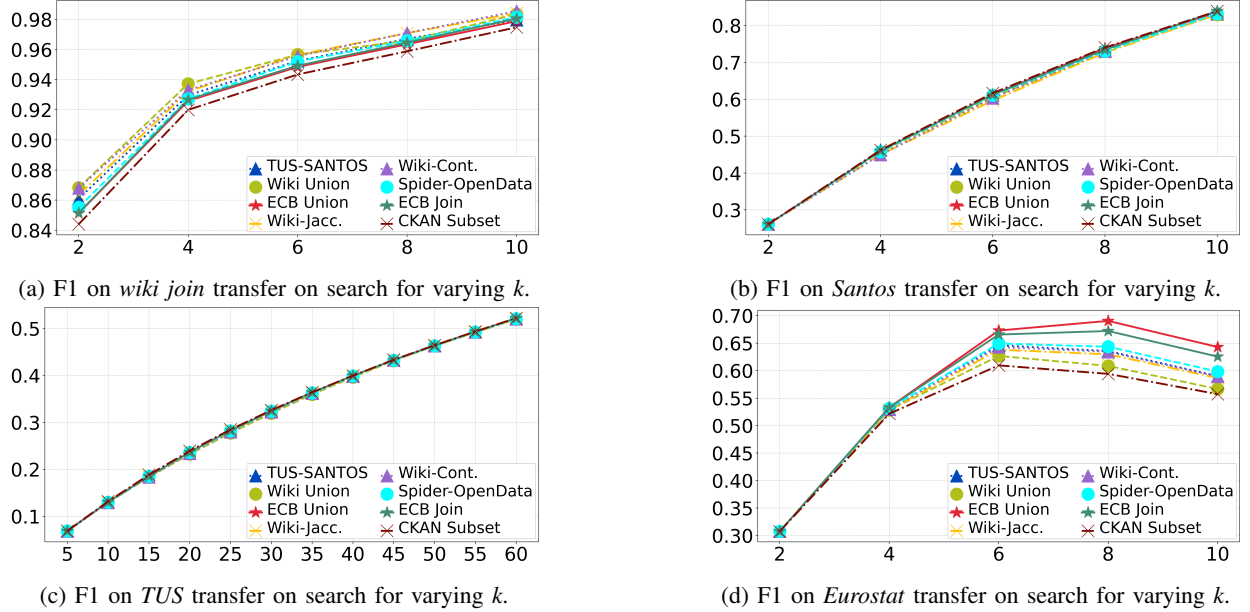 0.98
0.96
0.94
0.92
0.90
0.88
0.86
0.84
TUS-SANTOS
Wiki Union
ECB Union
Wiki-Jacc.
Wiki-Cont.
Spider-OpenData
ECB Join
CKAN Subset
2 4 6 8 10
(a) F1 on wiki join transfer on search for varying k.
0.8
0.7
0.6
0.5
0.4
0.3
TUS-SANTOS
Wiki Union
ECB Union
Wiki-Jacc.
Wiki-Cont.
Spider-OpenData
ECB Join
CKAN Subset
2 4 6 8 10
(b) F1 on Santos transfer on search for varying k.
0.5
0.4
0.3
0.2
0.1
TUS-SANTOS
Wiki Union
ECB Union
Wiki-Jacc.
Wiki-Cont.
Spider-OpenData
ECB Join
CKAN Subset
5 10 15 20 25 30 35 40 45 50 55 60
(c) F1 on TUS transfer on search for varying k.
0.70
0.65
0.60
0.55
0.50
0.45
0.40
0.35
0.30
TUS-SANTOS
Wiki Union
ECB Union
Wiki-Jacc.
Wiki-Cont.
Spider-OpenData
ECB Join
CKAN Subset
2 4 6 8 10
(d) F1 on Eurostat transfer on search for varying k.